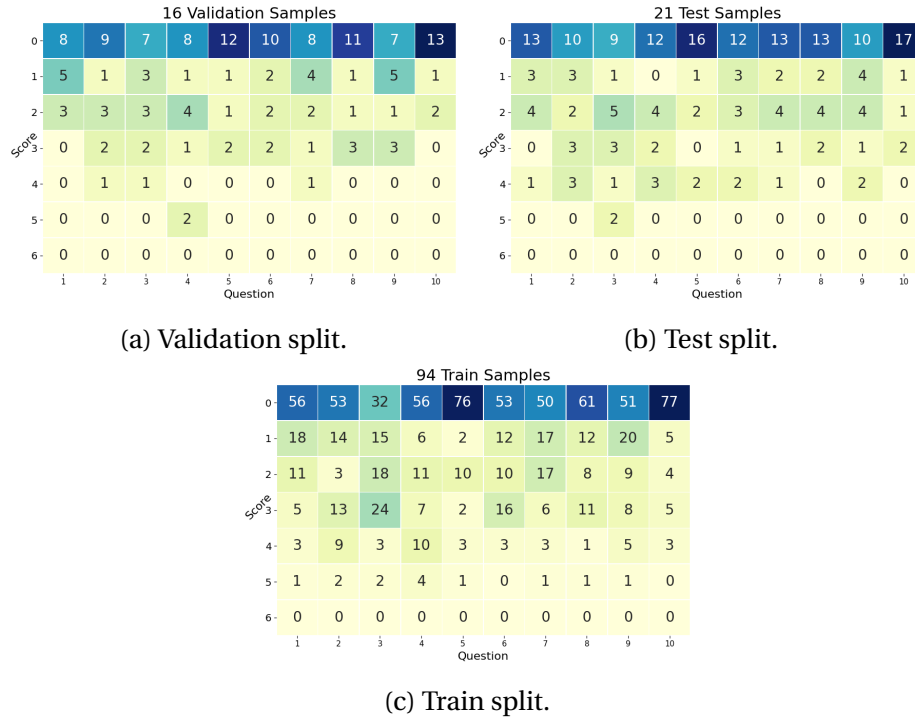 16 Validation Samples
0 8 9 7 8 12 10 8 11 7 13
1 5 1 3 1 1 2 4 1 5 1
2 3 3 3 4 1 2 2 1 1 2
Score
3 0 2 2 1 2 2 1 3 3 0
4 0 1 1 0 0 0 1 0 0 0
5 0 0 0 2 0 0 0 0 0 0
6 0 0 0 0 0 0 0 0 0 0
1 2 3 4 5 6 7 8 9 10
Question
(a) Validation split.
21 Test Samples
0 13 10 9 12 16 12 13 13 10 17
1 3 3 1 0 1 3 2 2 4 1
2 4 2 5 4 2 3 4 4 4 1
Score
3 0 3 3 2 0 1 1 2 1 2
4 1 3 1 3 2 2 1 0 2 0
5 0 0 2 0 0 0 0 0 0 0
6 0 0 0 0 0 0 0 0 0 0
1 2 3 4 5 6 7 8 9 10
Question
(b) Test split.
94 Train Samples
0 56 53 32 56 76 53 50 61 51 77
1 18 14 15 6 2 12 17 12 20 5
2 11 3 18 11 10 10 17 8 9 4
Score
3 5 13 24 7 2 16 6 11 8 5
4 3 9 3 10 3 3 3 1 5 3
5 1 2 2 4 1 0 1 1 1 0
6 0 0 0 0 0 0 0 0 0 0
1 2 3 4 5 6 7 8 9 10
Question
(c) Train split.